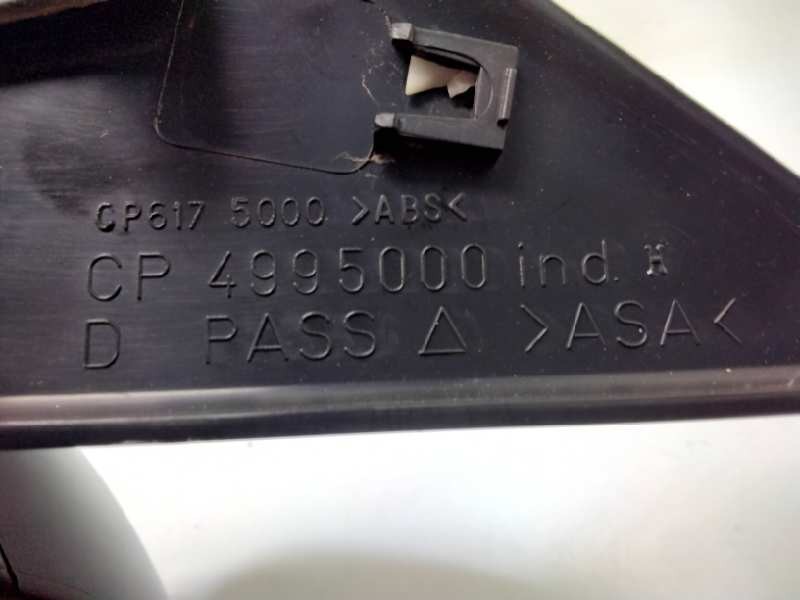 CP617 5000 >ABS<
CP 4995000 ind. H
D PASS △ >ASA<